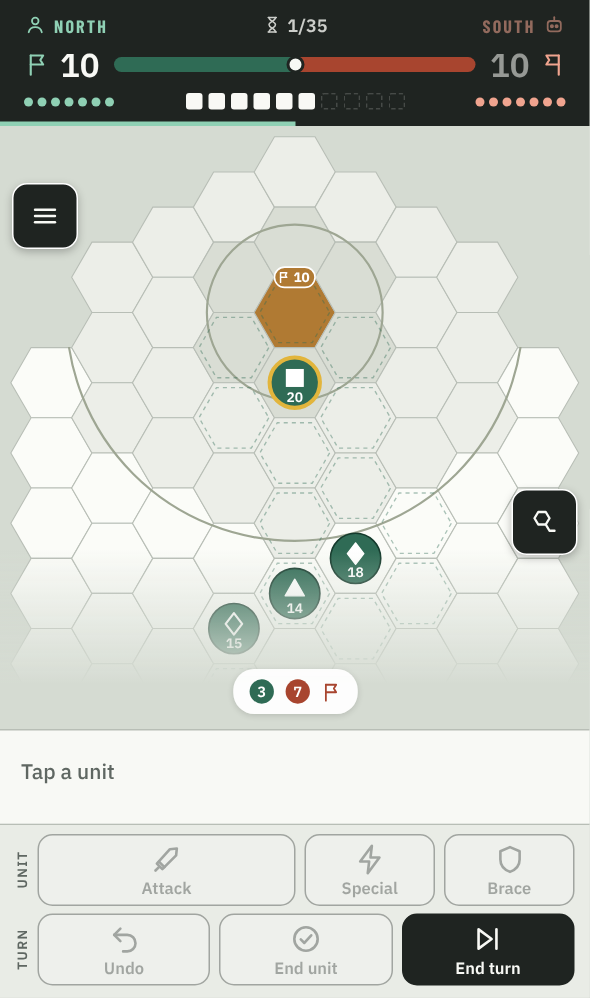 NORTH
1/35
SOUTH
10
10
10
20
18
14
15
3
7
Tap a unit
UNIT
Attack
Special
Brace
TURN
Undo
End unit
End turn